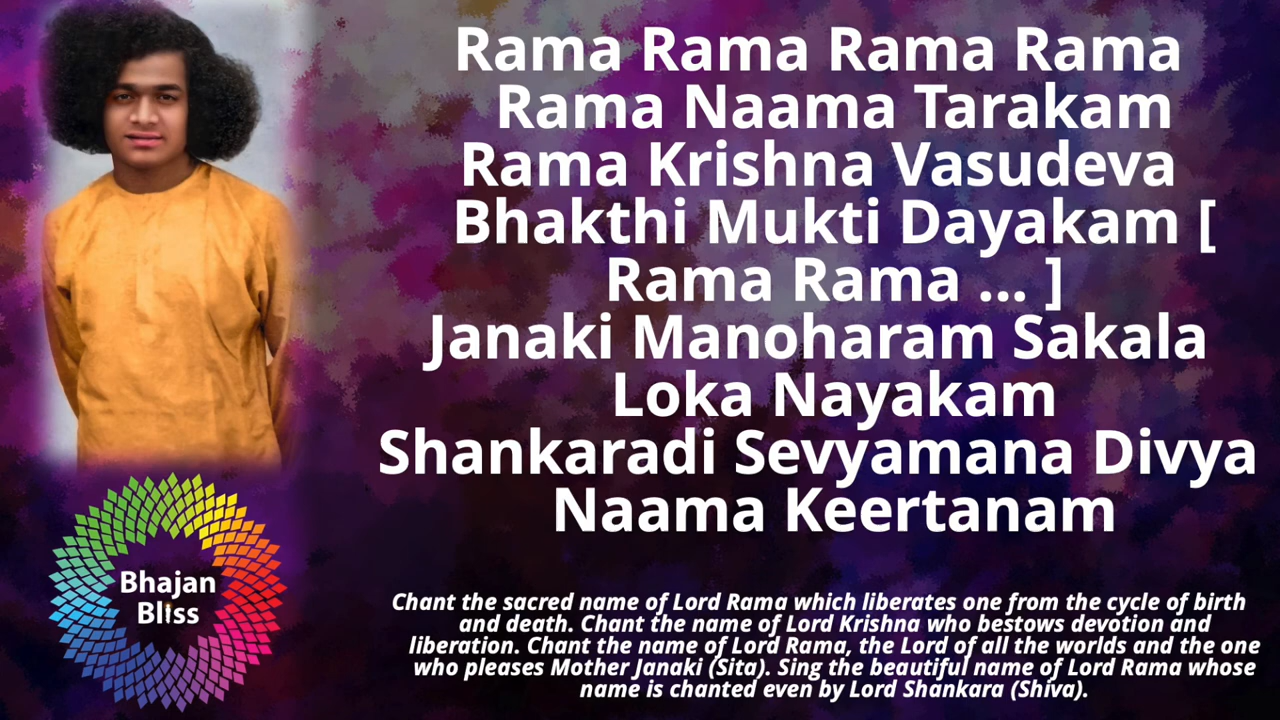 Rama Rama Rama Rama
Rama Naama Tarakam
Rama Krishna Vasudeva
Bhakthi Mukti Dayakam [
Rama Rama ... ]
Janaki Manoharam Sakala
Loka Nayakam
Shankaradi Sevyamana Divya
Naama Keertanam
Chant the sacred name of Lord Rama which liberates one from the cycle of birth
and death. Chant the name of Lord Krishna who bestows devotion and
liberation. Chant the name of Lord Rama, the Lord of all the worlds and the one
who pleases Mother Janaki (Sita). Sing the beautiful name of Lord Rama whose
name is chanted even by Lord Shankara (Shiva).
Bhajan
Bliss